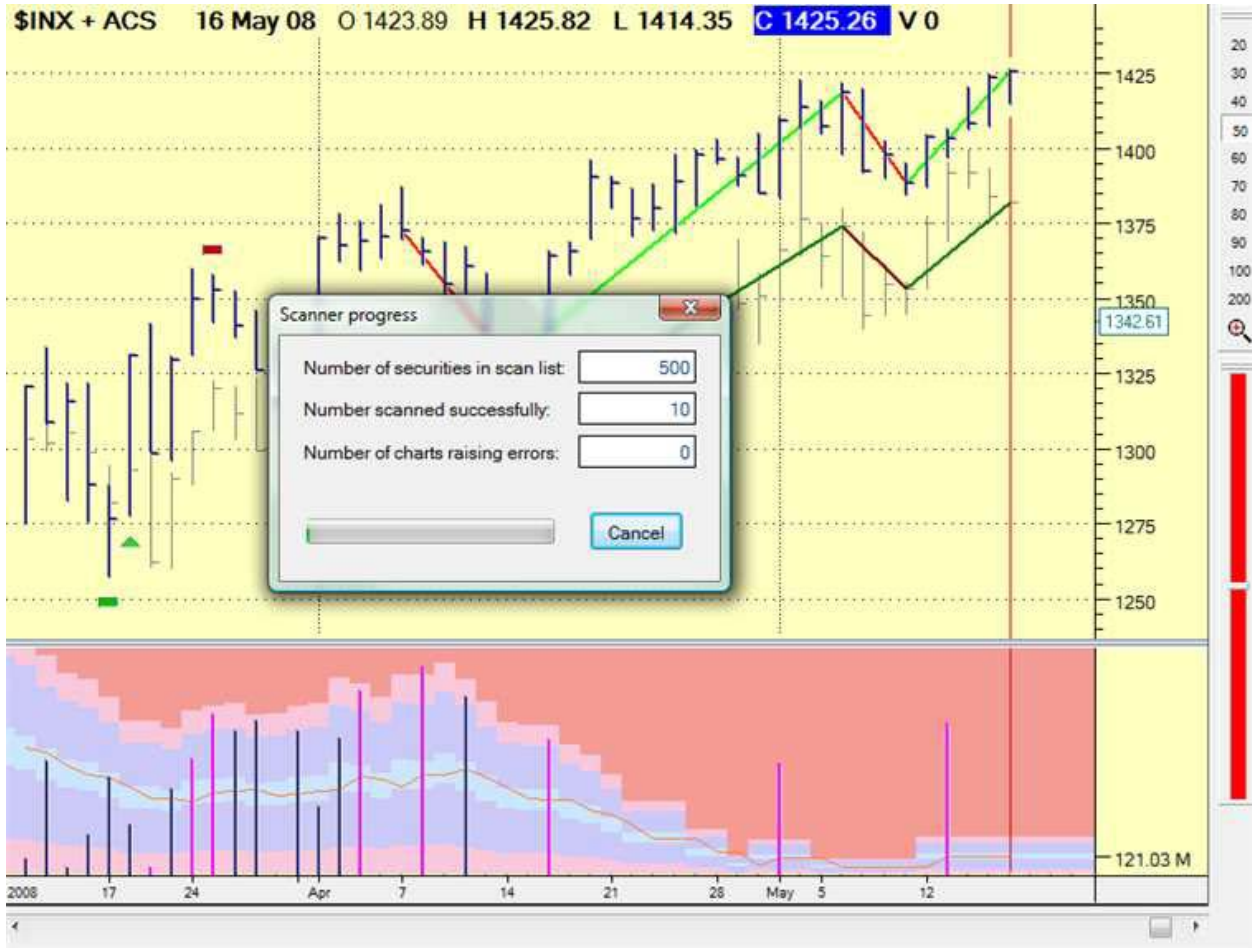 $INX + ACS 16 May 08 O 1423.89 H 1425.82 L 1414.35 C 1425.26 V 0
20
30
40
50
60
70
80
90
100
200
1425
1400
1375
1350
1342.61
1325
1300
1275
1250
Scanner progress
Number of securities in scan list: 500
Number scanned successfully: 10
Number of charts raising errors: 0
Cancel
121.03 M
2008 17 24 Apr 7 14 21 28 May 5 12